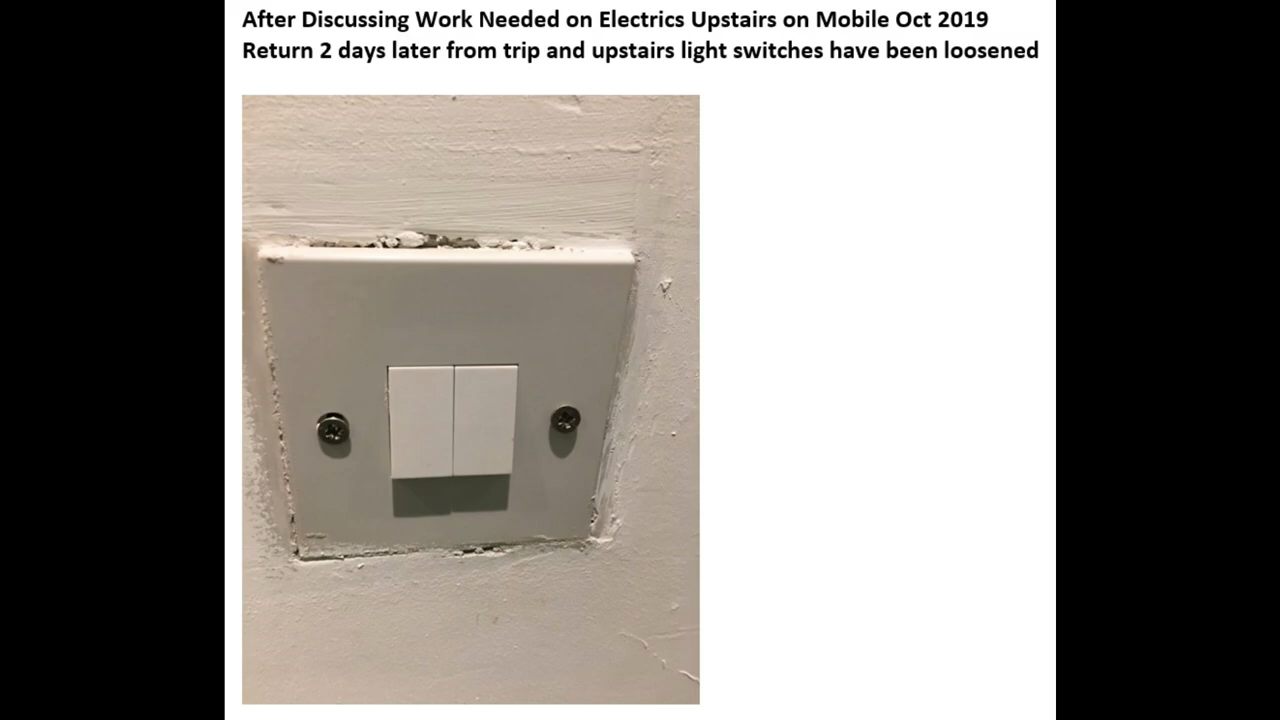 After Discussing Work Needed on Electrics Upstairs on Mobile Oct 2019
Return 2 days later from trip and upstairs light switches have been loosened